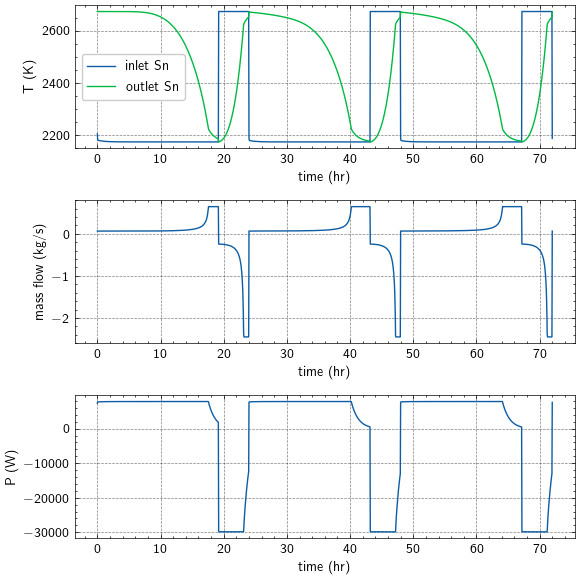 2600
2400
2200
T (K)
inlet Sn
outlet Sn
0 10 20 30 40 50 60 70
time (hr)
0
−1
−2
mass flow (kg/s)
0 10 20 30 40 50 60 70
time (hr)
0
−10000
−20000
−30000
P (W)
0 10 20 30 40 50 60 70
time (hr)